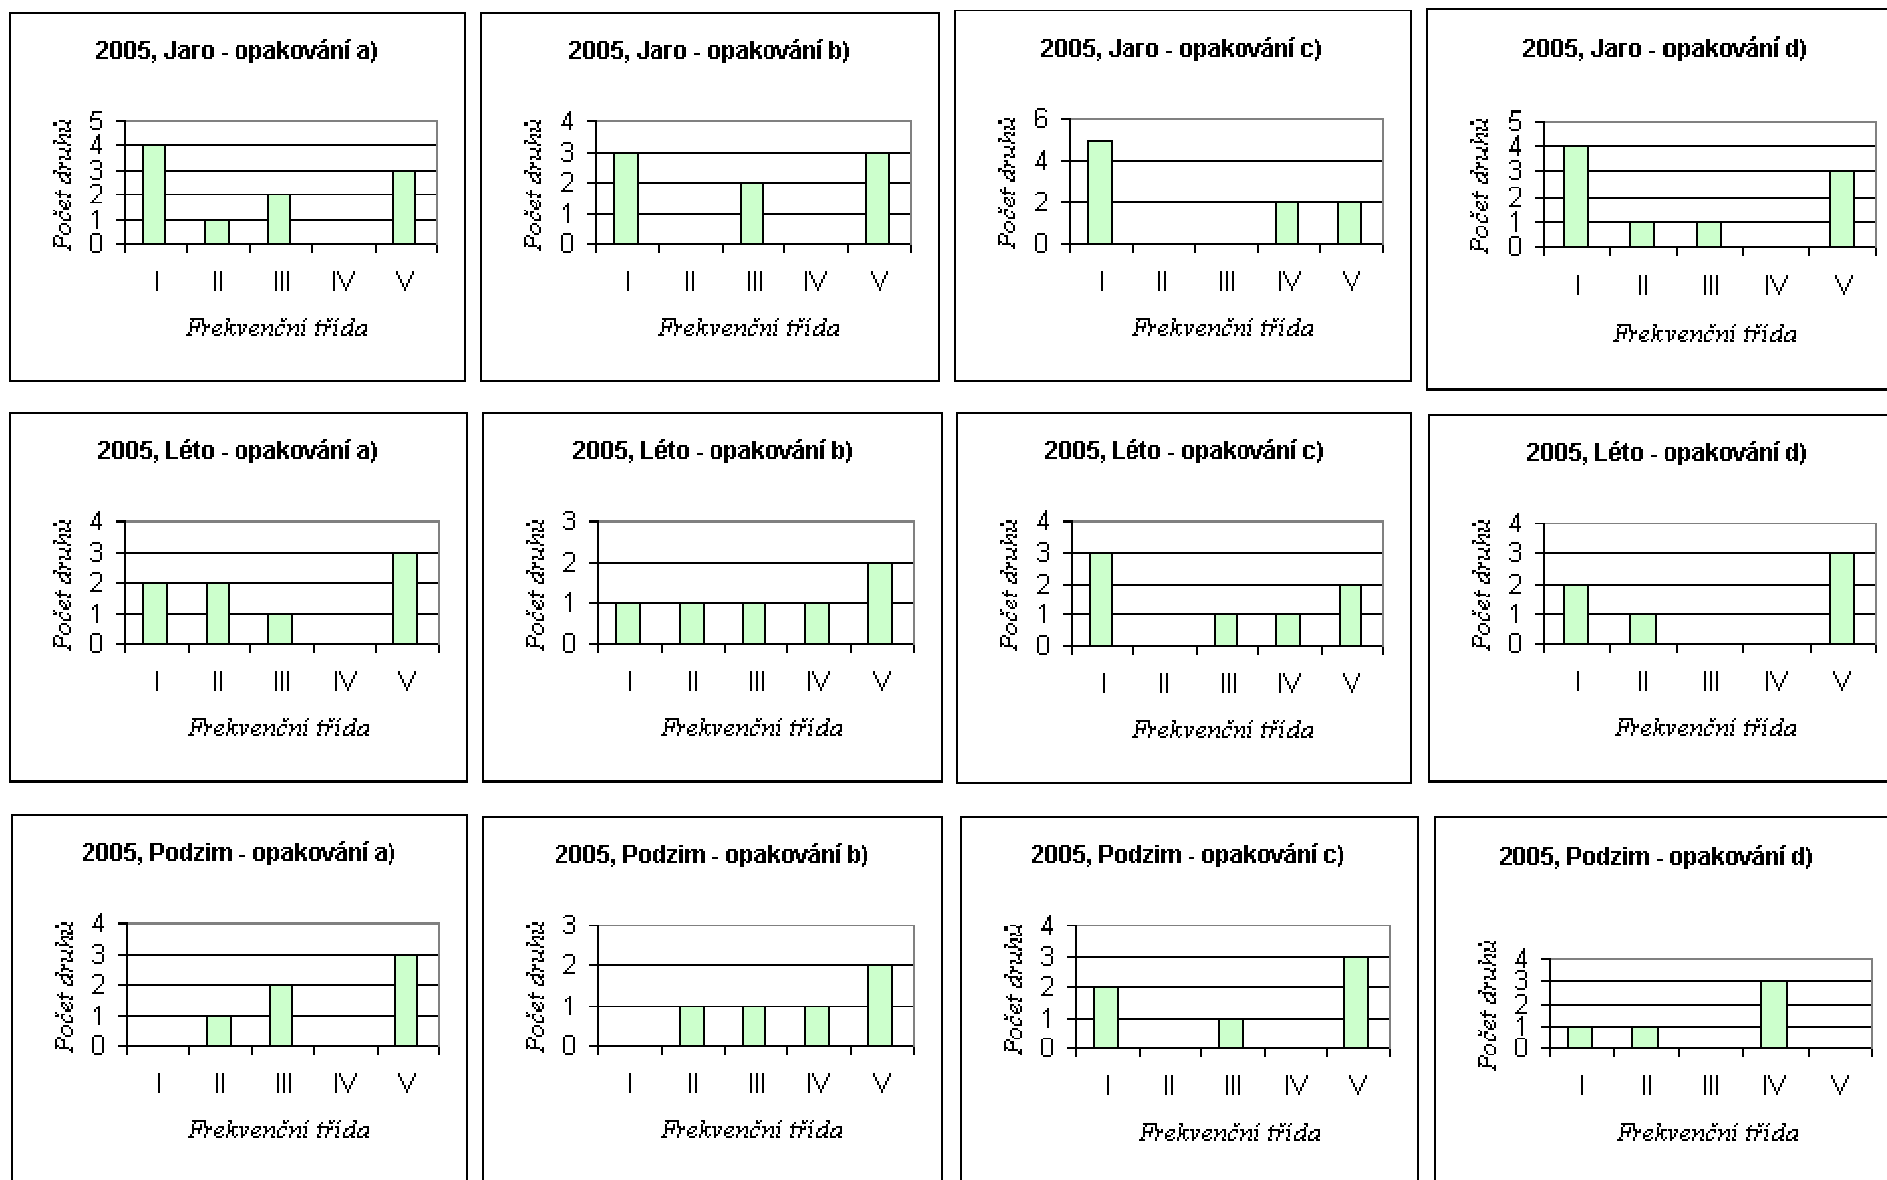 2005, Jaro - opakování a)
Počet druhů
5
4
3
2
1
0
I II III IV V
Frekvenční třída
2005, Jaro - opakování b)
Počet druhů
4
3
2
1
0
I II III IV V
Frekvenční třída
2005, Jaro - opakování c)
Počet druhů
6
4
2
0
I II III IV V
Frekvenční třída
2005, Jaro - opakování d)
Počet druhů
5
4
3
2
1
0
I II III IV V
Frekvenční třída
2005, Léto - opakování a)
Počet druhů
4
3
2
1
0
I II III IV V
Frekvenční třída
2005, Léto - opakování b)
Počet druhů
3
2
1
0
I II III IV V
Frekvenční třída
2005, Léto - opakování c)
Počet druhů
4
3
2
1
0
I II III IV V
Frekvenční třída
2005, Léto - opakování d)
Počet druhů
4
3
2
1
0
I II III IV V
Frekvenční třída
2005, Podzim - opakování a)
Počet druhů
4
3
2
1
0
I II III IV V
Frekvenční třída
2005, Podzim - opakování b)
Počet druhů
3
2
1
0
I II III IV V
Frekvenční třída
2005, Podzim - opakování c)
Počet druhů
4
3
2
1
0
I II III IV V
Frekvenční třída
2005, Podzim - opakování d)
Počet druhů
4
3
2
1
0
I II III IV V
Frekvenční třída